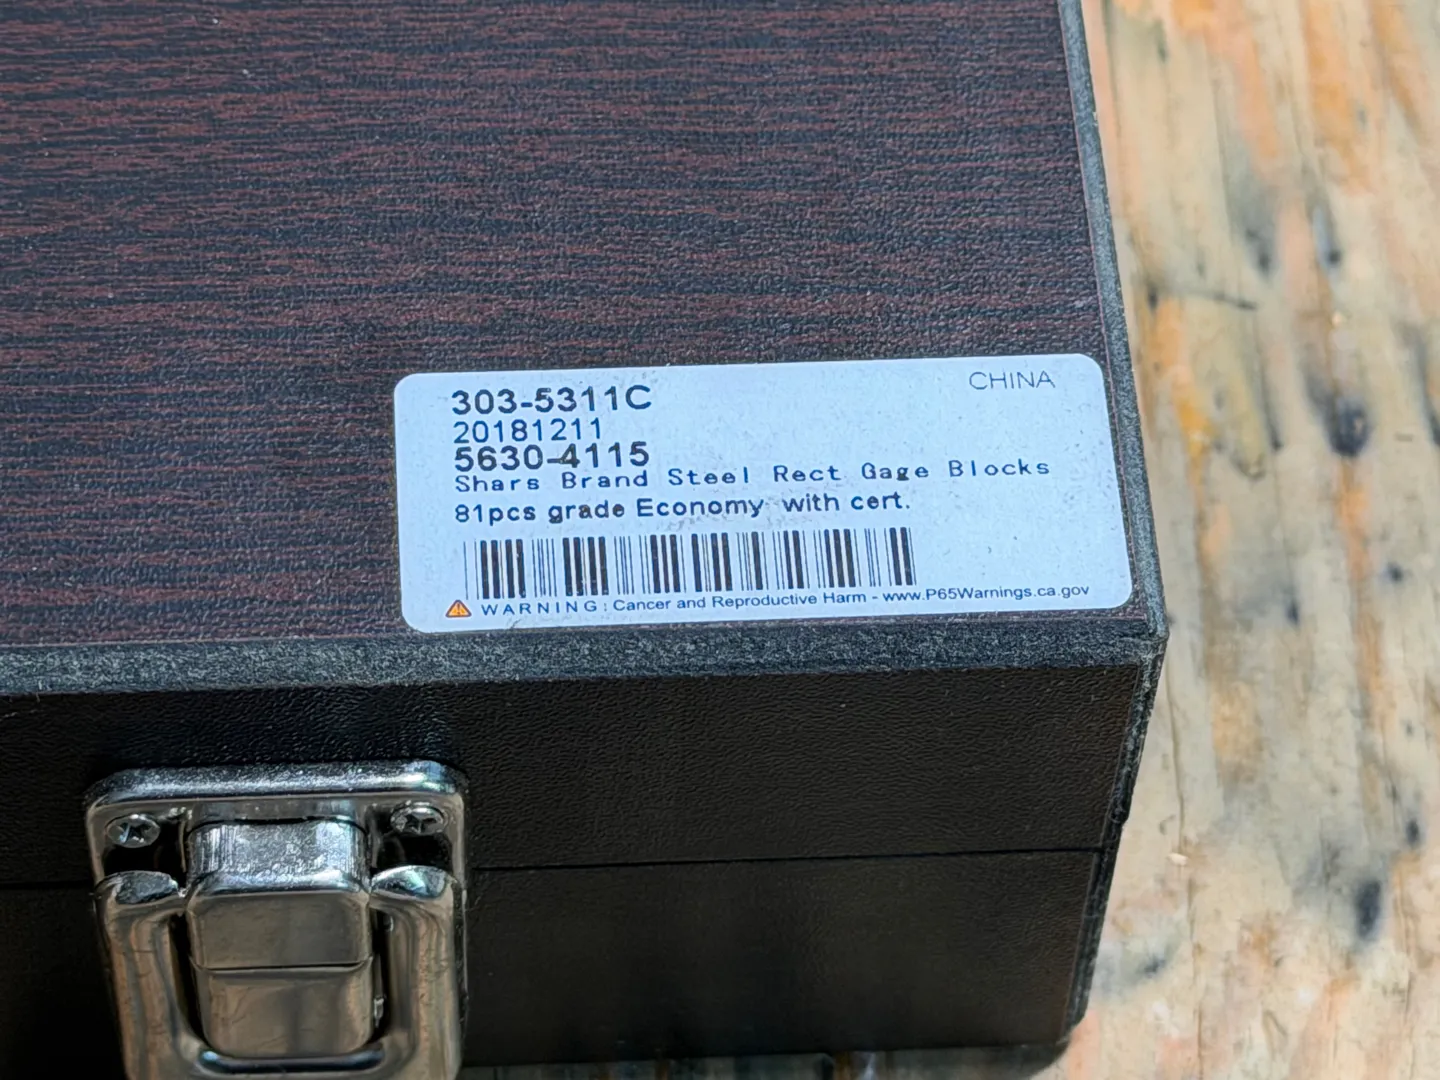 303-5311C
CHINA
20181211
5630-4115
Shars Brand Steel Rect Gage Blocks
81pcs grade Economy with cert.
WARNING: Cancer and Reproductive Harm - www.P65Warnings.ca.gov